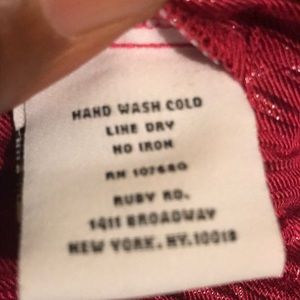 HAND WASH COLD
LINE DRY
NO IRON
RN 107680
RUBY RD.
1411 BROADWAY
NEW YORK, NY.10018